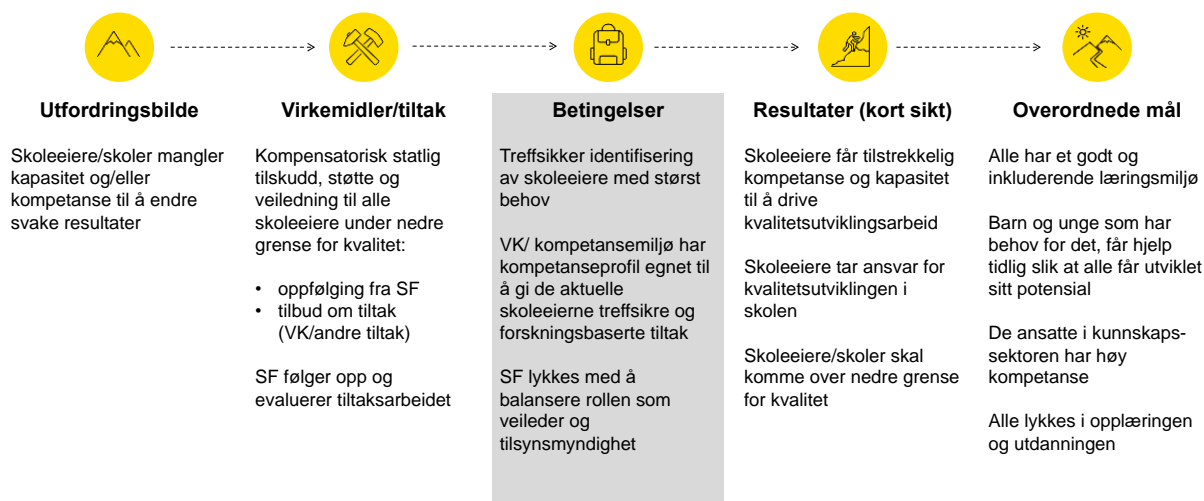 Utfordringsbilde
Skoleeiere/skoler mangler
kapasitet og/eller
kompetanse til å endre
svake resultater
Virkemidler/tiltak
Kompensatorisk statlig
tilskudd, støtte og
veiledning til alle
skoleeiere under nedre
grense for kvalitet:
• oppfølging fra SF
• tilbud om tiltak
(VK/andre tiltak)
SF følger opp og
evaluerer tiltaksarbeidet
Betingelser
Treffsikker identifisering
av skoleeiere med størst
behov
VK/ kompetansemiljø har
kompetanseprofil egnet til
å gi de aktuelle
skoleeierne treffsikre og
forskningsbaserte tiltak
SF lykkes med å
balansere rollen som
veileder og
tilsynsmyndighet
Resultater (kort sikt)
Skoleeiere får tilstrekkelig
kompetanse og kapasitet
til å drive
kvalitetsutviklingsarbeid
Skoleeiere tar ansvar for
kvalitetsutviklingen i
skolen
Skoleeiere/skoler skal
komme over nedre grense
for kvalitet
Overordnede mål
Alle har et godt og
inkluderende læringsmiljø
Barn og unge som har
behov for det, får hjelp
tidlig slik at alle får utviklet
sitt potensial
De ansatte i kunnskaps-
sektoren har høy
kompetanse
Alle lykkes i opplæringen
og utdanningen